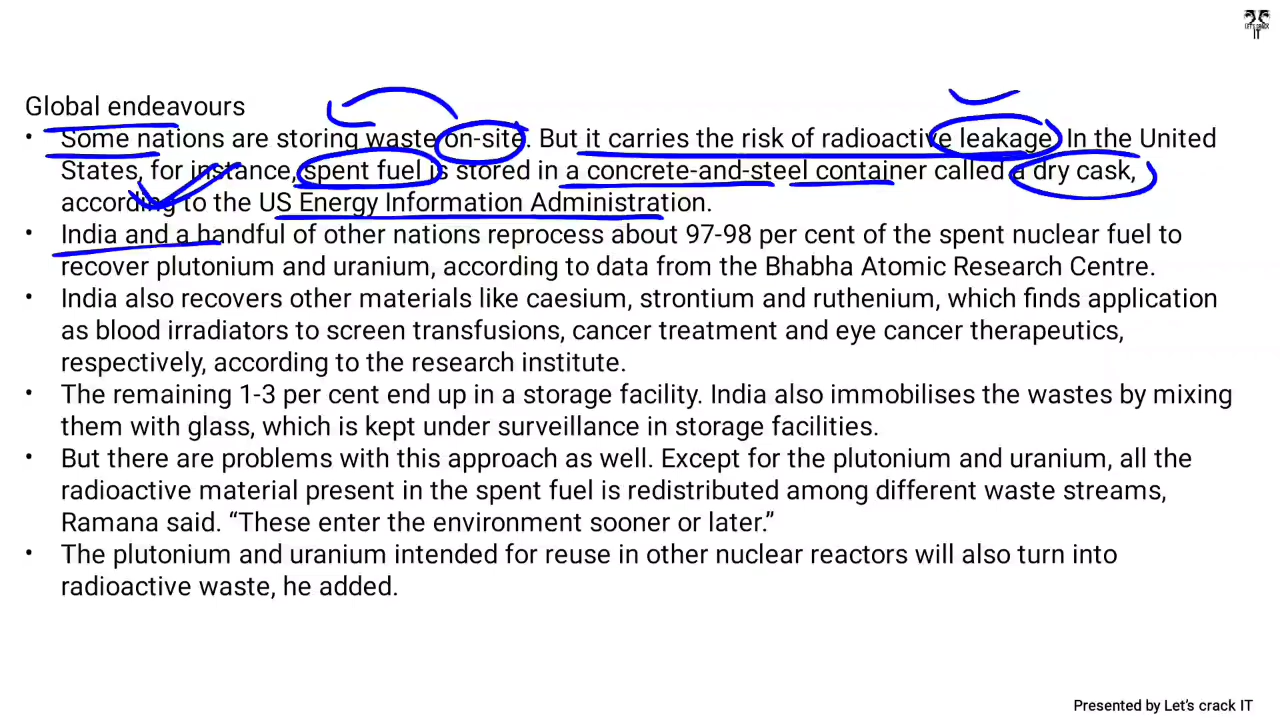 LET'S CRACK
IT
Global endeavours
• Some nations are storing waste on-site. But it carries the risk of radioactive leakage. In the United
States, for instance, spent fuel is stored in a concrete-and-steel container called a dry cask,
according to the US Energy Information Administration.
• India and a handful of other nations reprocess about 97-98 per cent of the spent nuclear fuel to
recover plutonium and uranium, according to data from the Bhabha Atomic Research Centre.
• India also recovers other materials like caesium, strontium and ruthenium, which finds application
as blood irradiators to screen transfusions, cancer treatment and eye cancer therapeutics,
respectively, according to the research institute.
• The remaining 1-3 per cent end up in a storage facility. India also immobilises the wastes by mixing
them with glass, which is kept under surveillance in storage facilities.
• But there are problems with this approach as well. Except for the plutonium and uranium, all the
radioactive material present in the spent fuel is redistributed among different waste streams,
Ramana said. “These enter the environment sooner or later.”
• The plutonium and uranium intended for reuse in other nuclear reactors will also turn into
radioactive waste, he added.
Presented by Let's crack IT